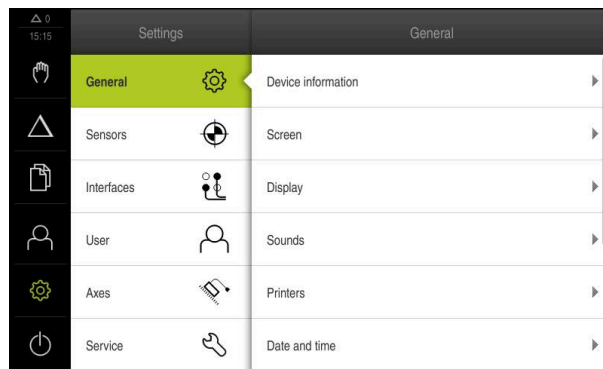 △ 0
15:15
Settings
General
General
Sensors
Interfaces
User
Axes
Service
Device information
Screen
Display
Sounds
Printers
Date and time